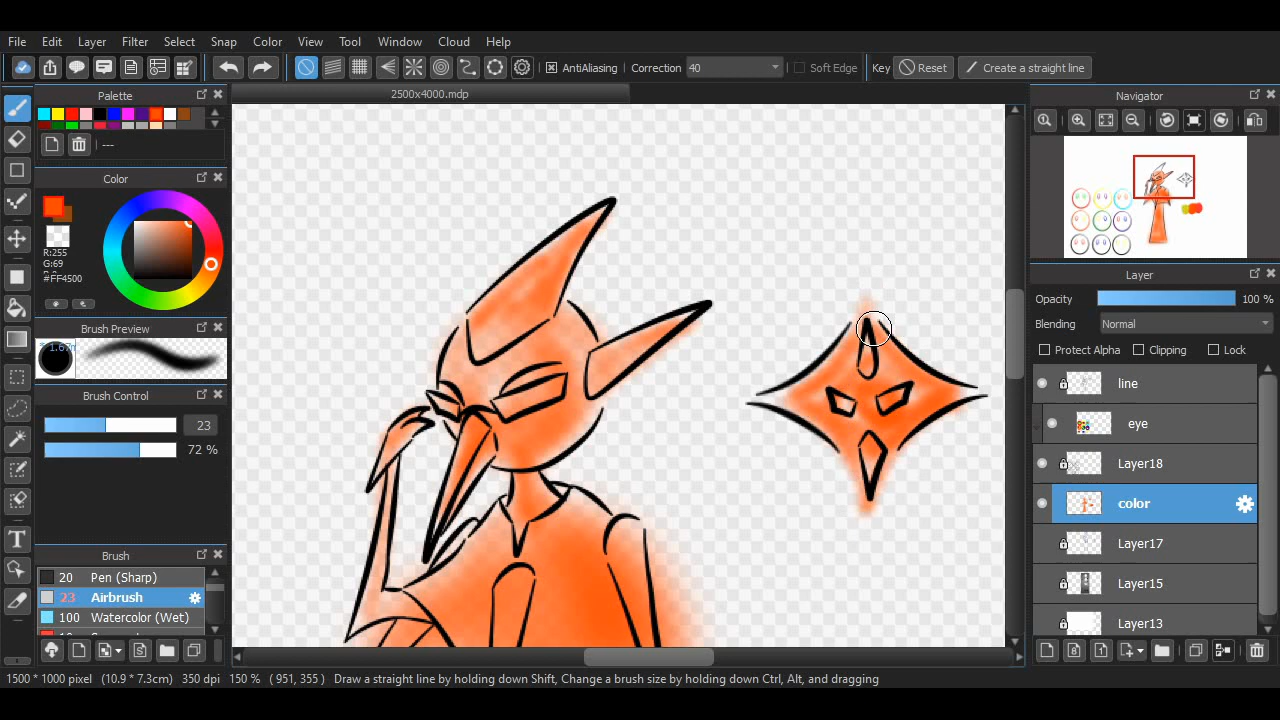 File Edit Layer Filter Select Snap Color View Tool Window Cloud Help
AntiAliasing Correction 40 Soft Edge Key Reset Create a straight line
Palette
2500x4000.mdp
Navigator
---
Color
R:255
G:69
#FF4500
Brush Preview
Brush Control
23
72 %
Brush
20 Pen (Sharp)
23 Airbrush
100 Watercolor (Wet)
Layer
Opacity 100 %
Blending Normal
Protect Alpha Clipping Lock
line
eye
Layer18
color
Layer17
Layer15
Layer13
1500 * 1000 pixel (10.9 * 7.3cm) 350 dpi 150 % ( 951, 355 ) Draw a straight line by holding down Shift, Change a brush size by holding down Ctrl, Alt, and dragging